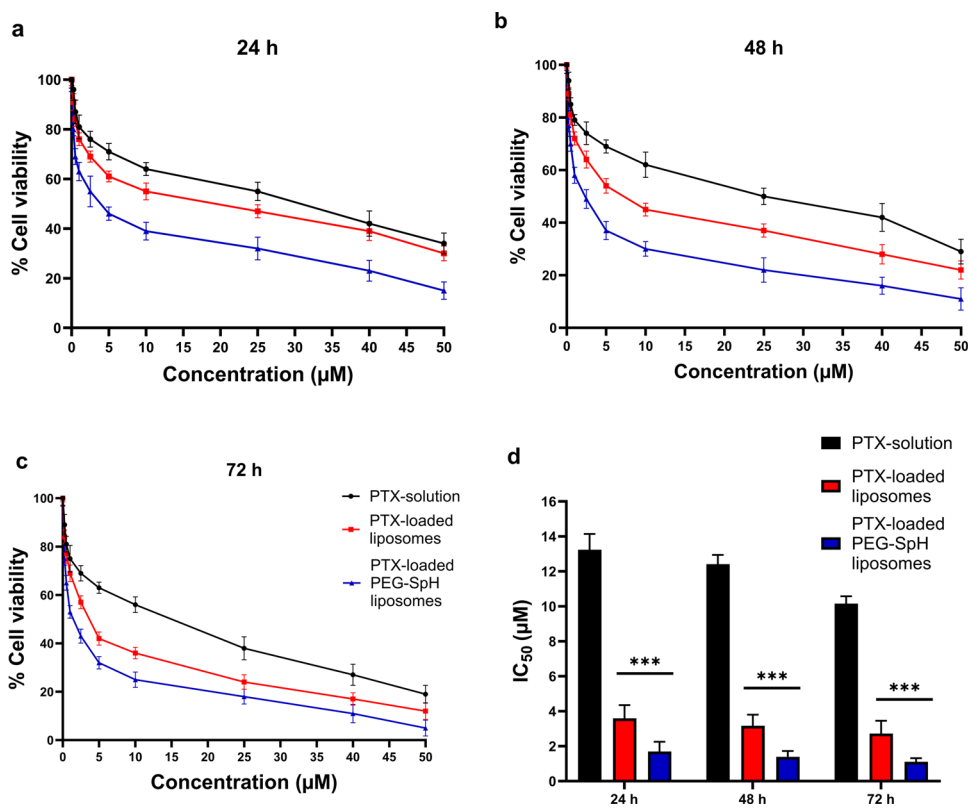 a
24 h
100
80
60
40
20
0
0 5 10 15 20 25 30 35 40 45 50
% Cell viability
Concentration (µM)
b
48 h
100
80
60
40
20
0
0 5 10 15 20 25 30 35 40 45 50
% Cell viability
Concentration (µM)
c
72 h
100
80
60
40
20
0
0 5 10 15 20 25 30 35 40 45 50
% Cell viability
Concentration (µM)
PTX-solution
PTX-loaded
liposomes
PTX-loaded
PEG-SpH
liposomes
d
PTX-solution
PTX-loaded
liposomes
PTX-loaded
PEG-SpH
liposomes
16
14
12
10
8
6
4
2
0
IC50 (µM)
***
***
***
24 h 48 h 72 h